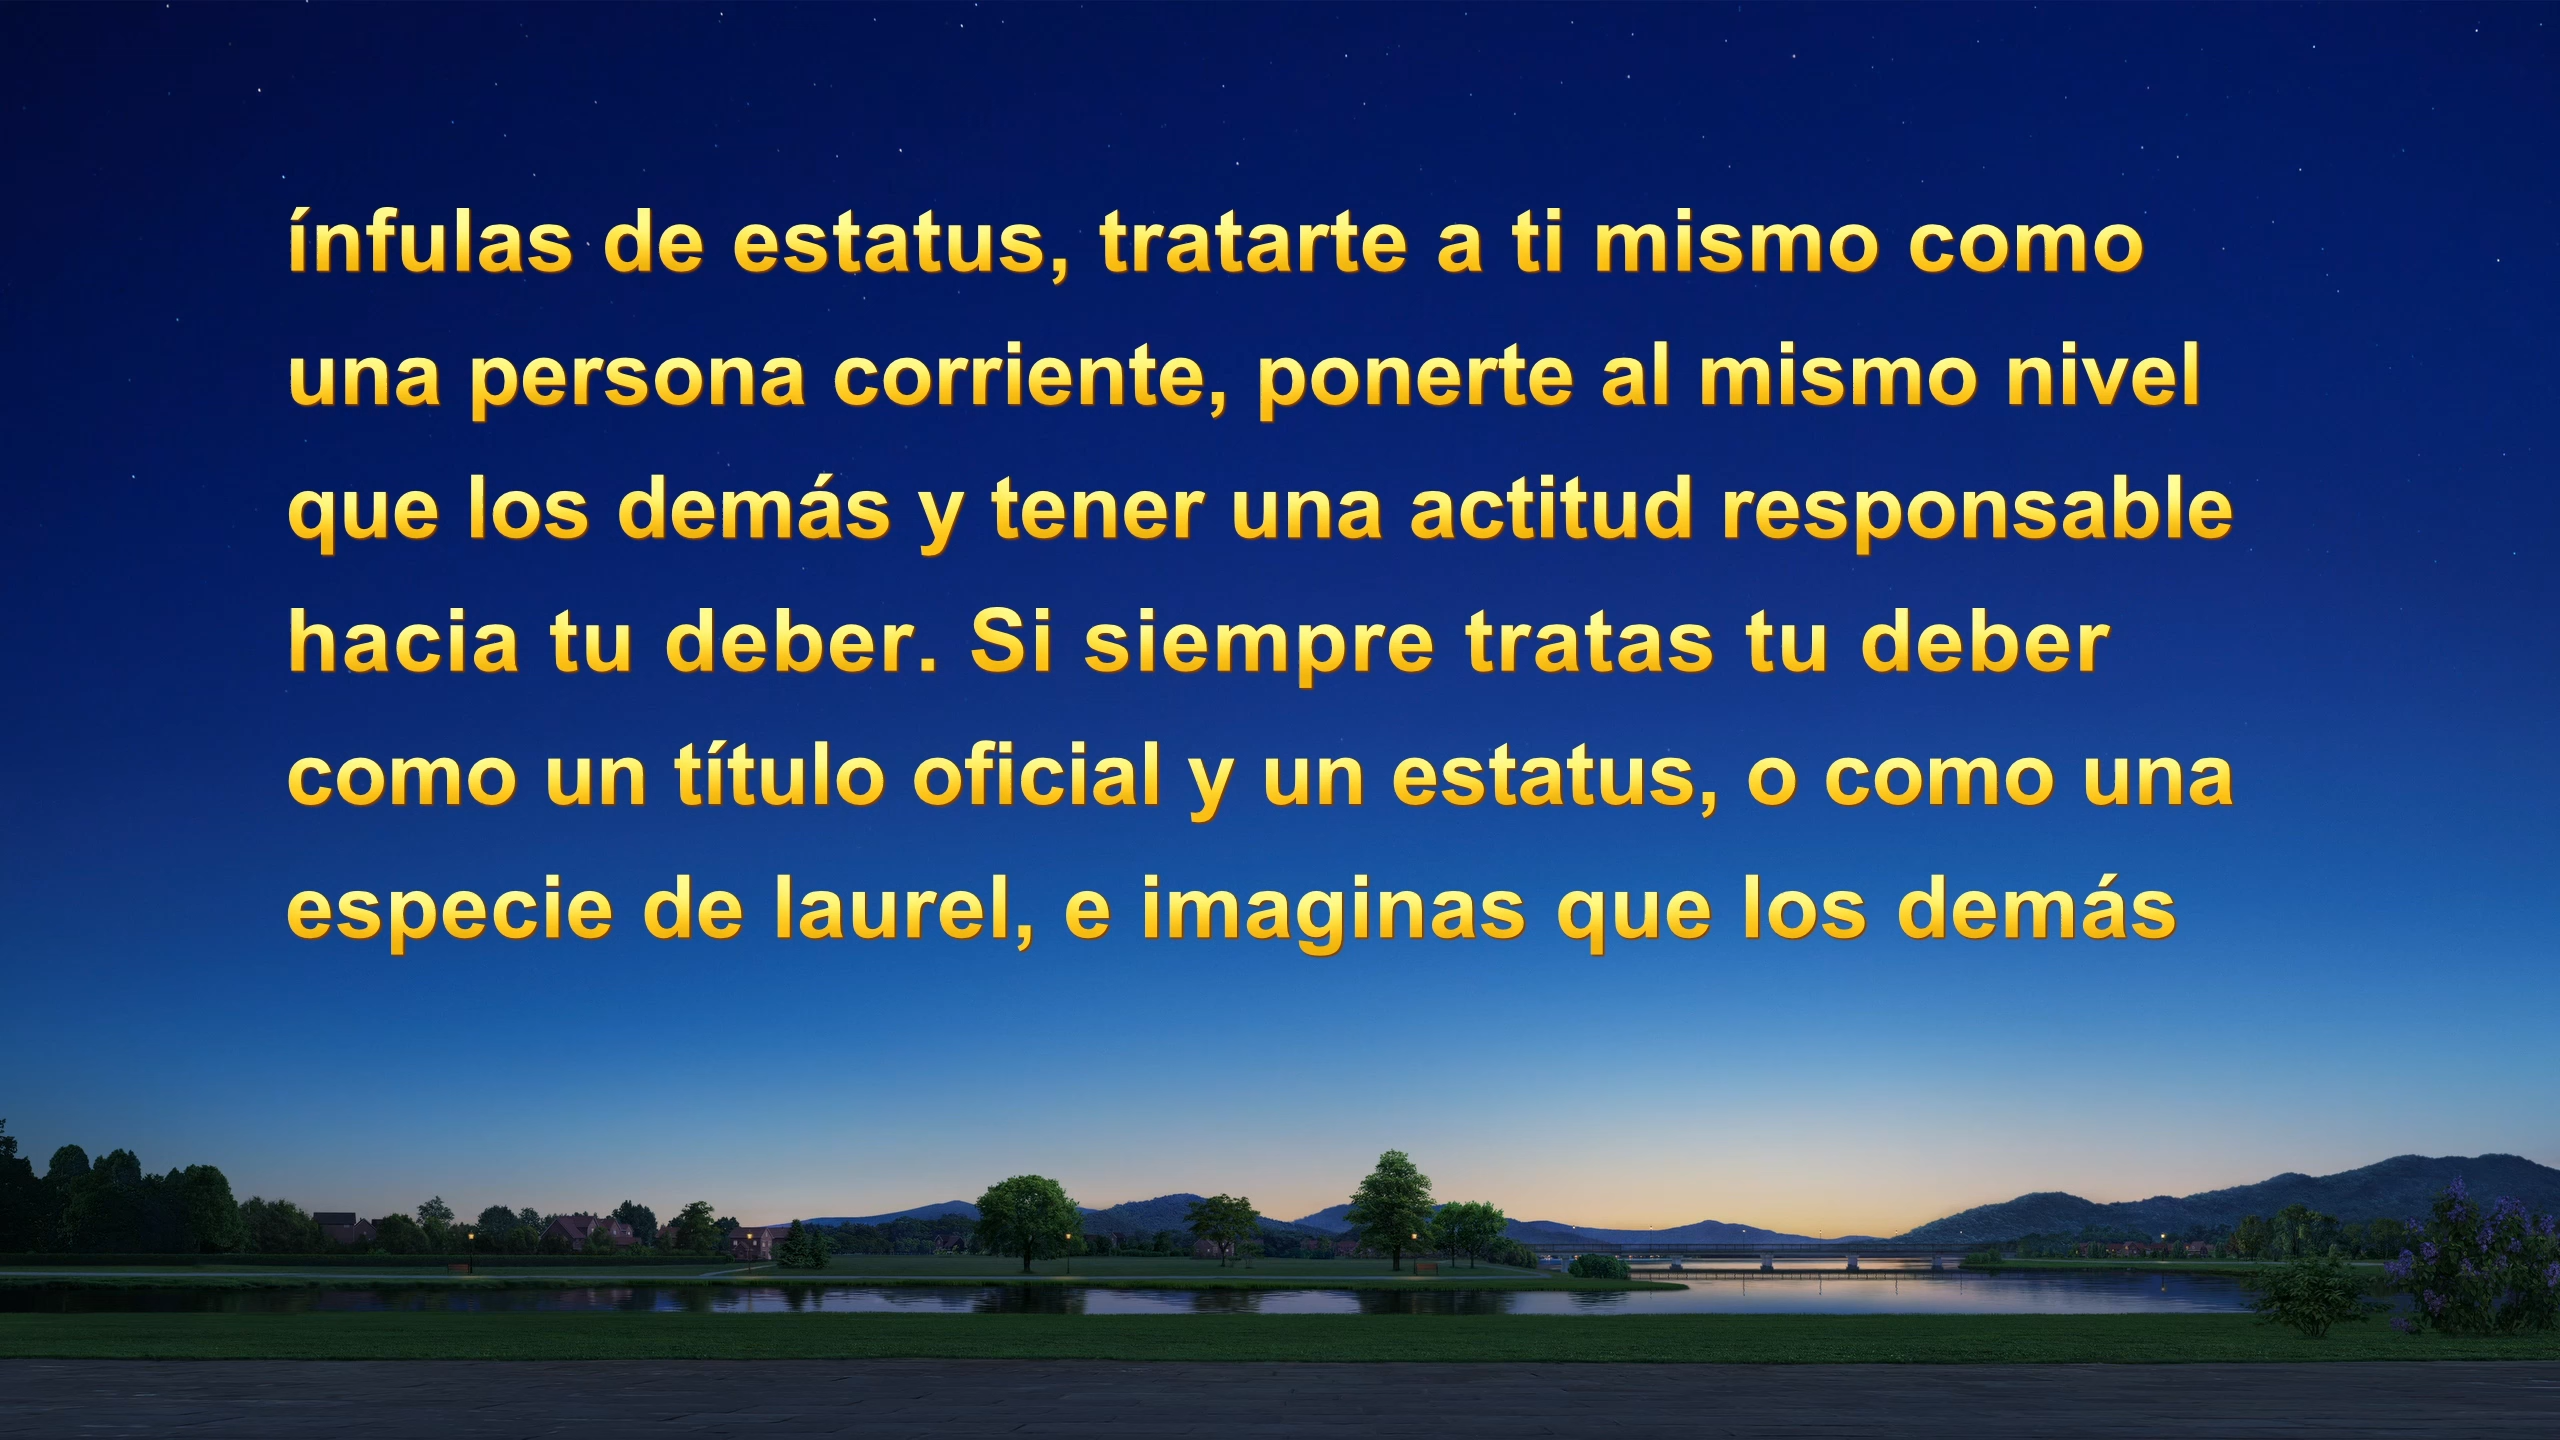 ínfulas de estatus, tratarte a ti mismo como
una persona corriente, ponerte al mismo nivel
que los demás y tener una actitud responsable
hacia tu deber. Si siempre tratas tu deber
como un título oficial y un estatus, o como una
especie de laurel, e imaginas que los demás